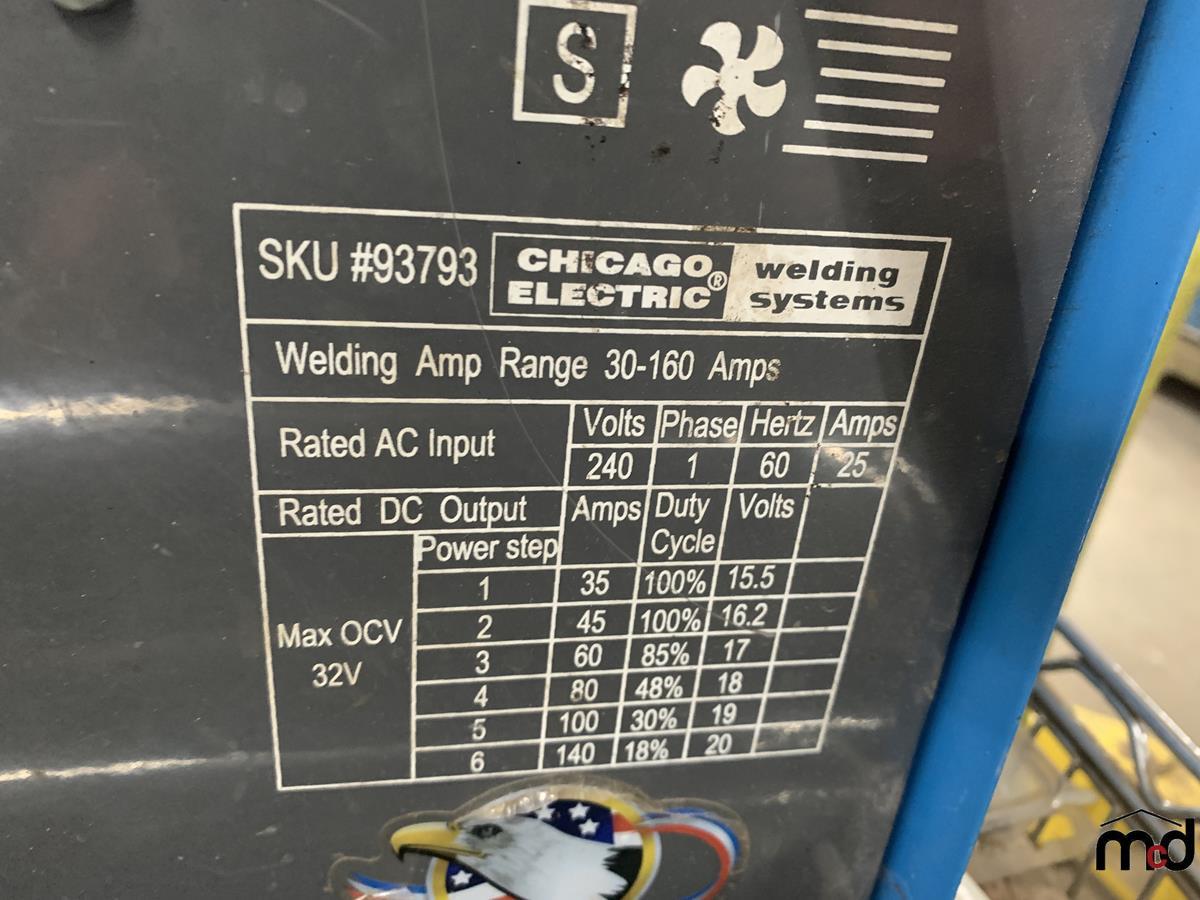 S
SKU #93793 CHICAGO ELECTRIC® welding systems
Welding Amp Range 30-160 Amps
Rated AC Input Volts Phase Hertz Amps
240 1 60 25
Rated DC Output Amps Duty Cycle Volts
Power step
Max OCV 32V
1 35 100% 15.5
2 45 100% 16.2
3 60 85% 17
4 80 48% 18
5 100 30% 19
6 140 18% 20
mcd